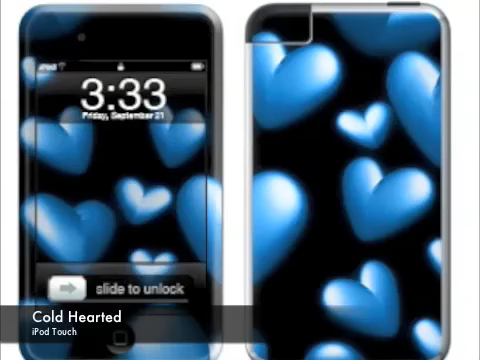 iPod
3:33
Friday, September 21
slide to unlock
Cold Hearted
iPod Touch